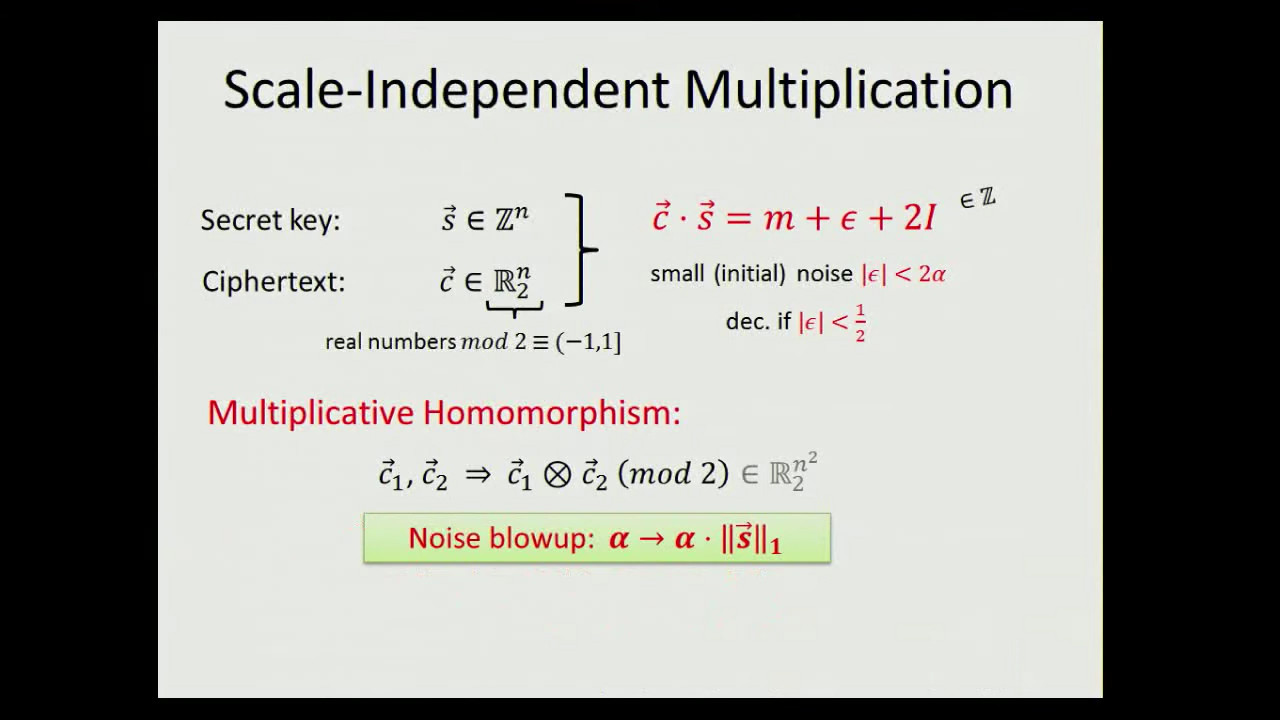 Scale-Independent Multiplication
Secret key: s⃗ ∈ ℤⁿ
Ciphertext: c⃗ ∈ ℝ₂ⁿ
real numbers mod 2 ≡ (−1,1]
c⃗ · s⃗ = m + ϵ + 2I ∈ ℤ
small (initial) noise |ϵ| < 2α
dec. if |ϵ| < 1/2
Multiplicative Homomorphism:
c⃗₁, c⃗₂ ⇒ c⃗₁ ⊗ c⃗₂ (mod 2) ∈ ℝ₂^{n²}
Noise blowup: α → α · ‖s⃗‖₁